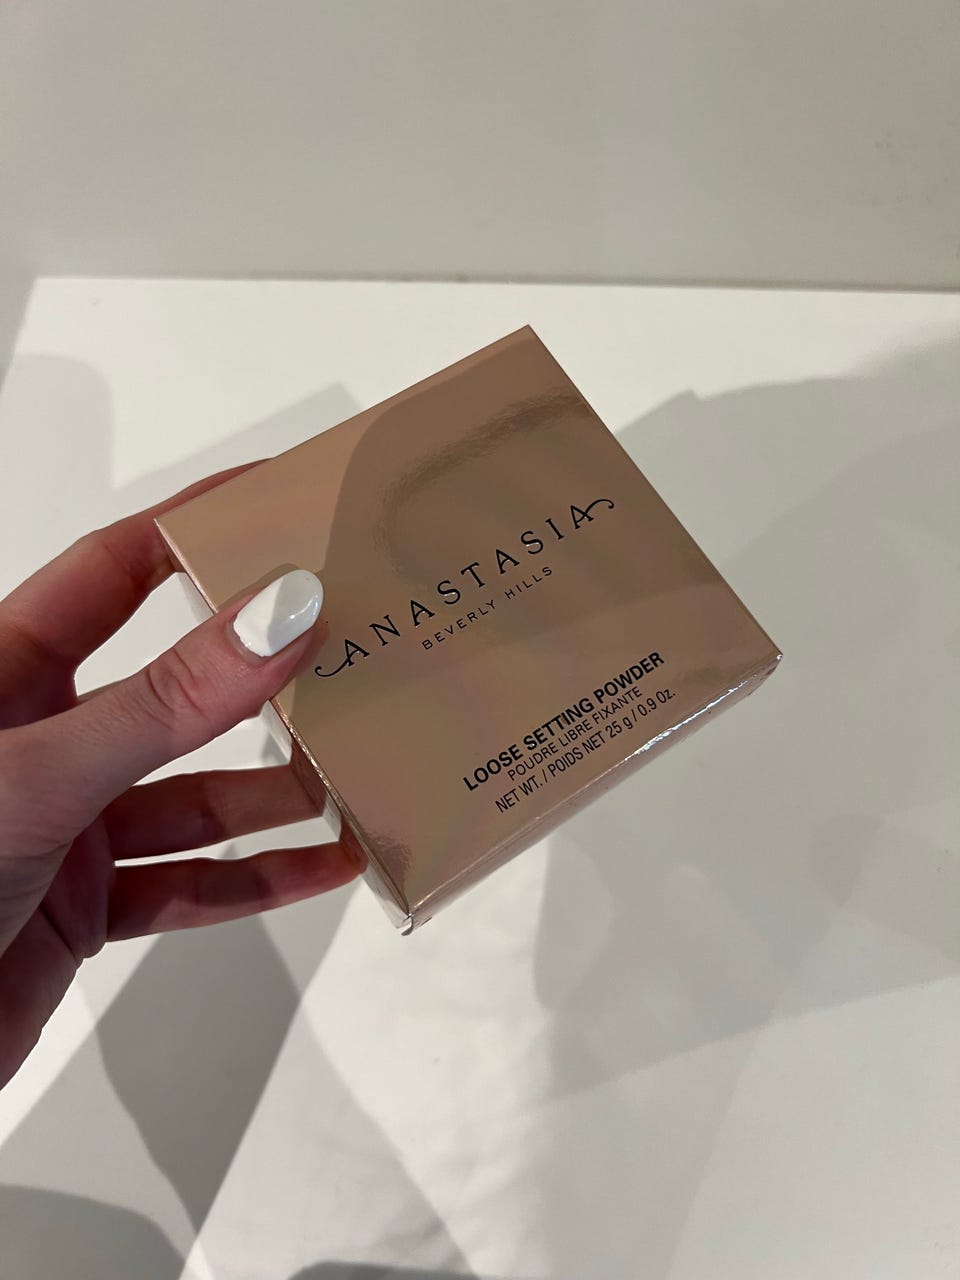 ANASTASIA
BEVERLY HILLS
LOOSE SETTING POWDER
POUDRE LIBRE FIXANTE
NET WT. / POIDS NET 25 g / 0.9 Oz.